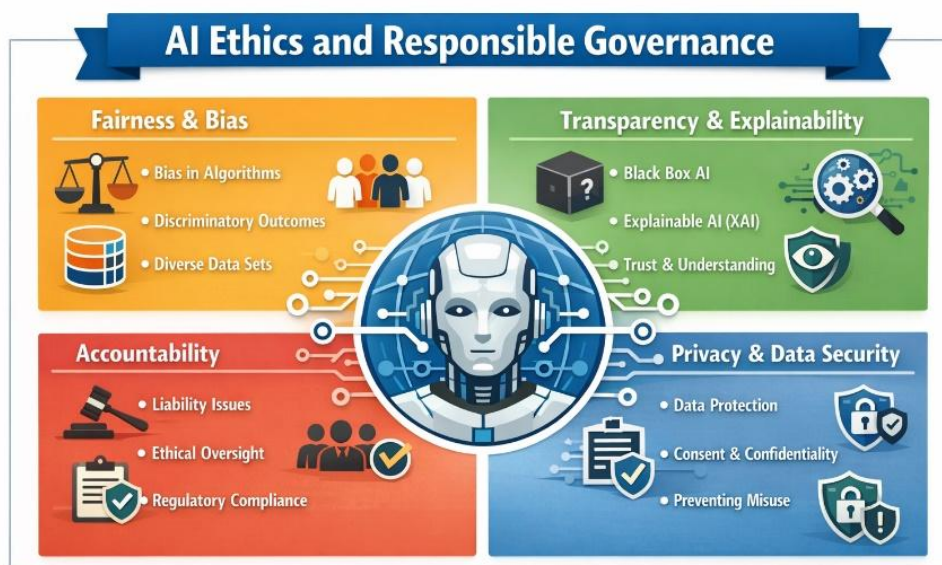 AI Ethics and Responsible Governance
Fairness & Bias
• Bias in Algorithms
• Discriminatory Outcomes
• Diverse Data Sets
Transparency & Explainability
?
• Black Box AI
• Explainable AI (XAI)
• Trust & Understanding
Accountability
• Liability Issues
• Ethical Oversight
• Regulatory Compliance
Privacy & Data Security
• Data Protection
• Consent & Confidentiality
• Preventing Misuse
!